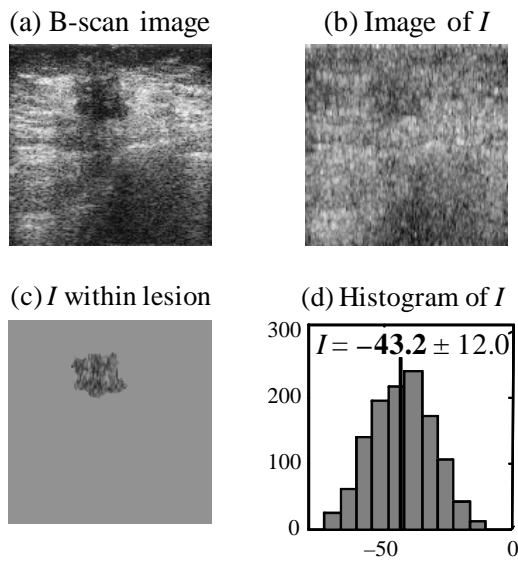 (a) B-scan image
(b) Image of I
(c) I within lesion
(d) Histogram of I
300
I = −43.2 ± 12.0
200
100
0
−50
0